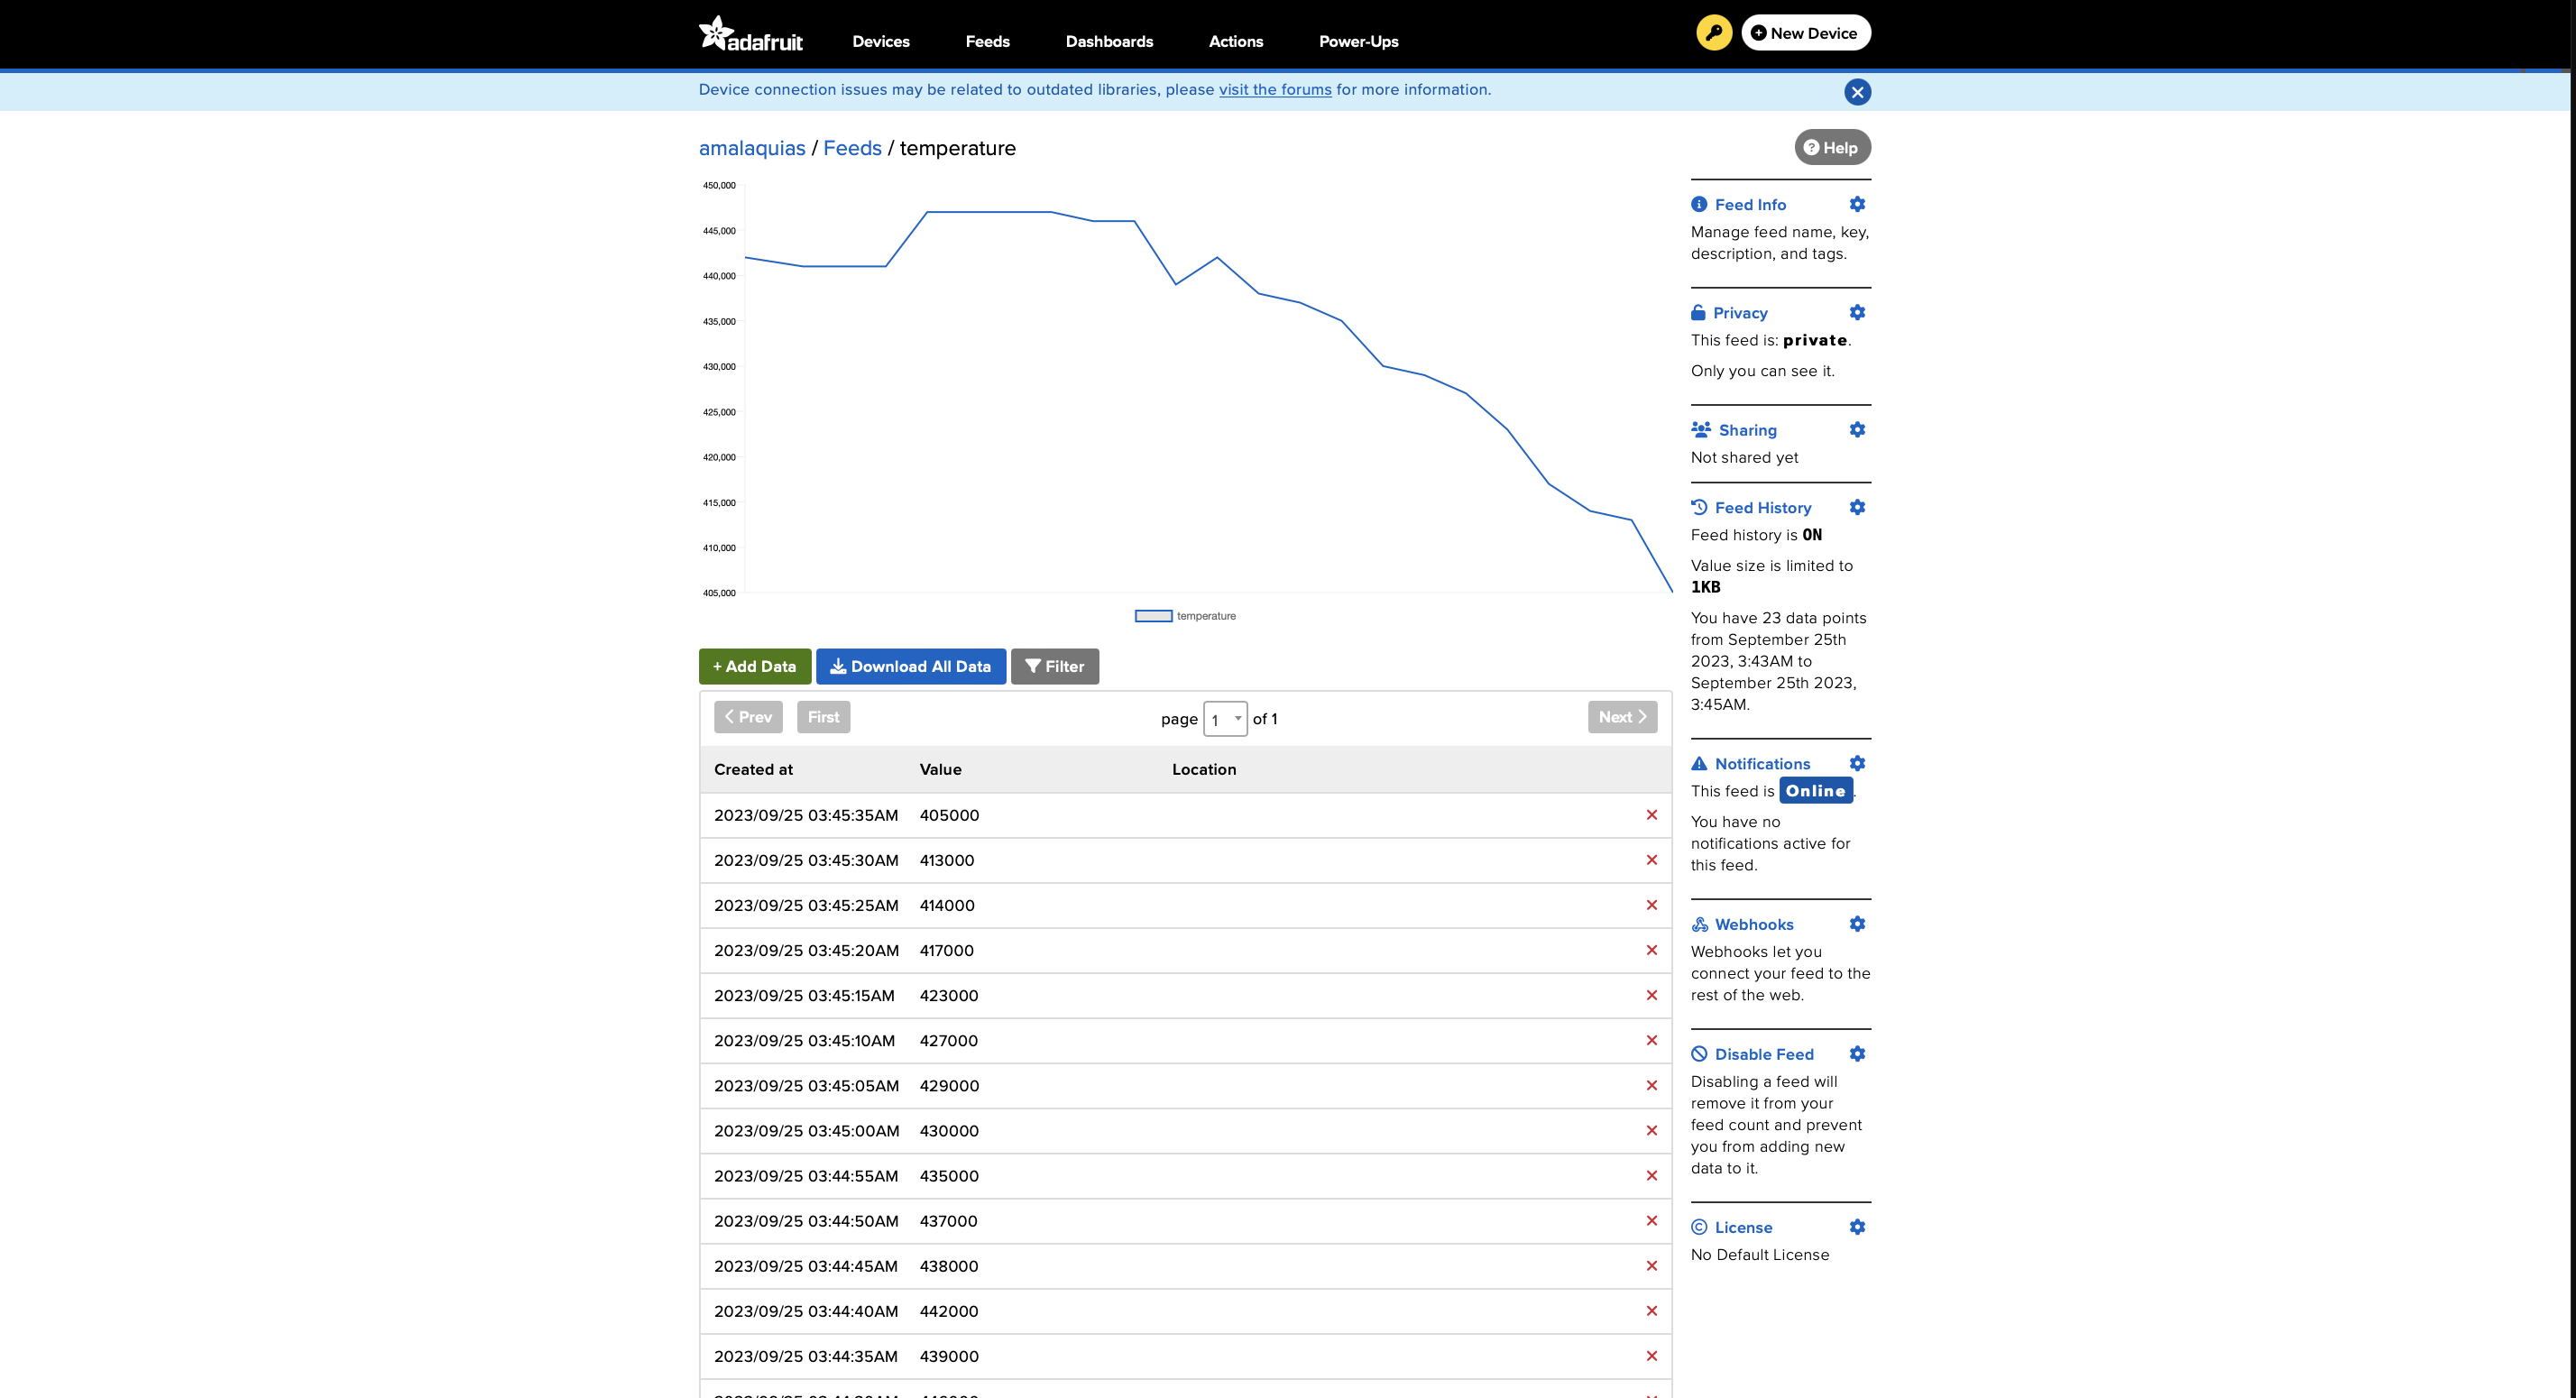 adafruit Devices Feeds Dashboards Actions Power-Ups New Device
Device connection issues may be related to outdated libraries, please visit the forums for more information.
amalaquias / Feeds / temperature
Help
450,000
445,000
440,000
435,000
430,000
425,000
420,000
415,000
410,000
405,000
temperature
+ Add Data Download All Data Filter
Prev First page 1 of 1 Next
Created at Value Location
2023/09/25 03:45:35AM 405000
2023/09/25 03:45:30AM 413000
2023/09/25 03:45:25AM 414000
2023/09/25 03:45:20AM 417000
2023/09/25 03:45:15AM 423000
2023/09/25 03:45:10AM 427000
2023/09/25 03:45:05AM 429000
2023/09/25 03:45:00AM 430000
2023/09/25 03:44:55AM 435000
2023/09/25 03:44:50AM 437000
2023/09/25 03:44:45AM 438000
2023/09/25 03:44:40AM 442000
2023/09/25 03:44:35AM 439000
Feed Info
Manage feed name, key,
description, and tags.
Privacy
This feed is: private.
Only you can see it.
Sharing
Not shared yet
Feed History
Feed history is ON
Value size is limited to
1KB
You have 23 data points
from September 25th
2023, 3:43AM to
September 25th 2023,
3:45AM.
Notifications
This feed is Online.
You have no
notifications active for
this feed.
Webhooks
Webhooks let you
connect your feed to the
rest of the web.
Disable Feed
Disabling a feed will
remove it from your
feed count and prevent
you from adding new
data to it.
License
No Default License